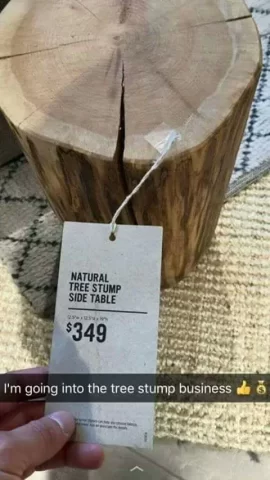 NATURAL
TREE STUMP
SIDE TABLE
$349
I'm going into the tree stump business 👍💰